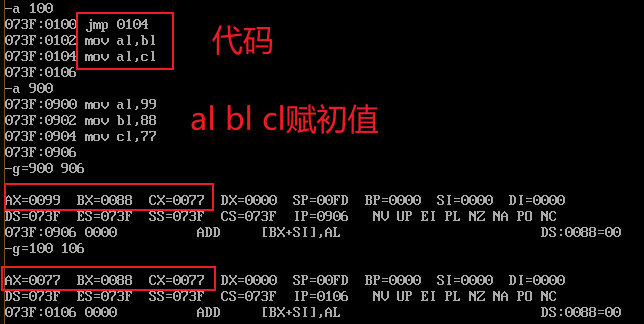 -a 100
073F:0100 jmp 0104
073F:0102 mov al,bl
073F:0104 mov al,cl
073F:0106
代码
-a 900
073F:0900 mov al,99
073F:0902 mov bl,88
073F:0904 mov cl,77
073F:0906
al bl cl赋初值
-g=900 906
AX=0099 BX=0088 CX=0077 DX=0000 SP=00FD BP=0000 SI=0000 DI=0000
DS=073F ES=073F SS=073F CS=073F IP=0906 NV UP EI PL NZ NA PO NC
073F:0906 0000 ADD [BX+SI],AL DS:0088=00
-g=100 106
AX=0077 BX=0088 CX=0077 DX=0000 SP=00FD BP=0000 SI=0000 DI=0000
DS=073F ES=073F SS=073F CS=073F IP=0106 NV UP EI PL NZ NA PO NC
073F:0106 0000 ADD [BX+SI],AL DS:0088=00